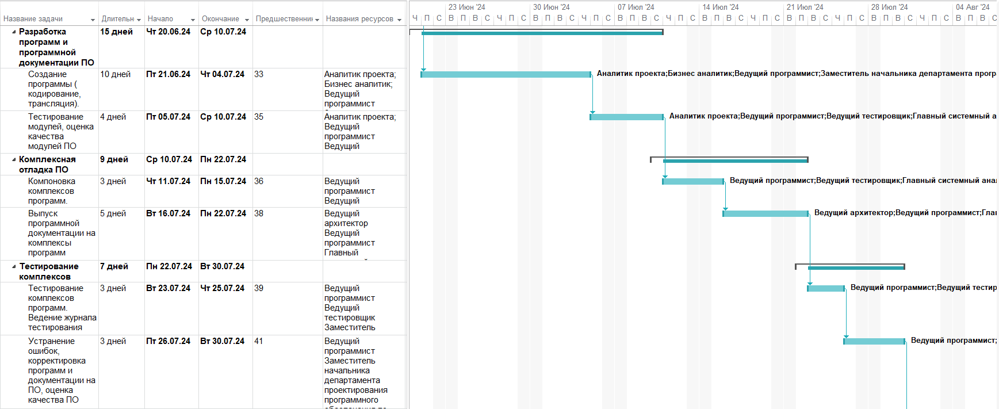 23 Июн '24 30 Июн '24 07 Июл '24 14 Июл '24 21 Июл '24 28 Июл '24 04 Авг '24
Название задачи Длительн Начало Окончание Предшественник Названия ресурсов
Ч П С В П В С Ч П С В П В С Ч П С В П В С Ч П С В П В С Ч П С В П В С Ч П С В П В С Ч П С В П В С
Разработка 15 дней Чт 20.06.24 Ср 10.07.24
программ и
программной
документации ПО
Создание 10 дней Пт 21.06.24 Чт 04.07.24 33 Аналитик проекта; Аналитик проекта;Бизнес аналитик;Ведущий программист;Заместитель начальника департамента прогр
программы ( Бизнес аналитик;
кодирование, Ведущий
трансляция). программист
Тестирование 4 дней Пт 05.07.24 Ср 10.07.24 35 Аналитик проекта; Аналитик проекта;Ведущий программист;Ведущий тестировщик;Главный системный а
модулей, оценка Ведущий
качества программист
модулей ПО Ведущий
Комплексная 9 дней Ср 10.07.24 Пн 22.07.24
отладка ПО
Компоновка 3 дней Чт 11.07.24 Пн 15.07.24 36 Ведущий Ведущий программист;Ведущий тестировщик;Главный системный анал
комплексов программист
программ. Ведущий
Выпуск 5 дней Вт 16.07.24 Пн 22.07.24 38 Ведущий Ведущий архитектор;Ведущий программист;Глав
программной архитектор
документации на Ведущий
комплексы программист
программ Главный
Тестирование 7 дней Пн 22.07.24 Вт 30.07.24
комплексов
Тестирование 3 дней Вт 23.07.24 Чт 25.07.24 39 Ведущий Ведущий программист;Ведущий тестир
комплексов программист
программ. Ведущий
Ведение журнала тестировщик
тестирования Заместитель
Устранение 3 дней Пт 26.07.24 Вт 30.07.24 41 Ведущий Ведущий программист;
ошибок, программист
корректировка Заместитель
программ и начальника
документации на департамента
ПО, оценка проектирования
качества ПО программного